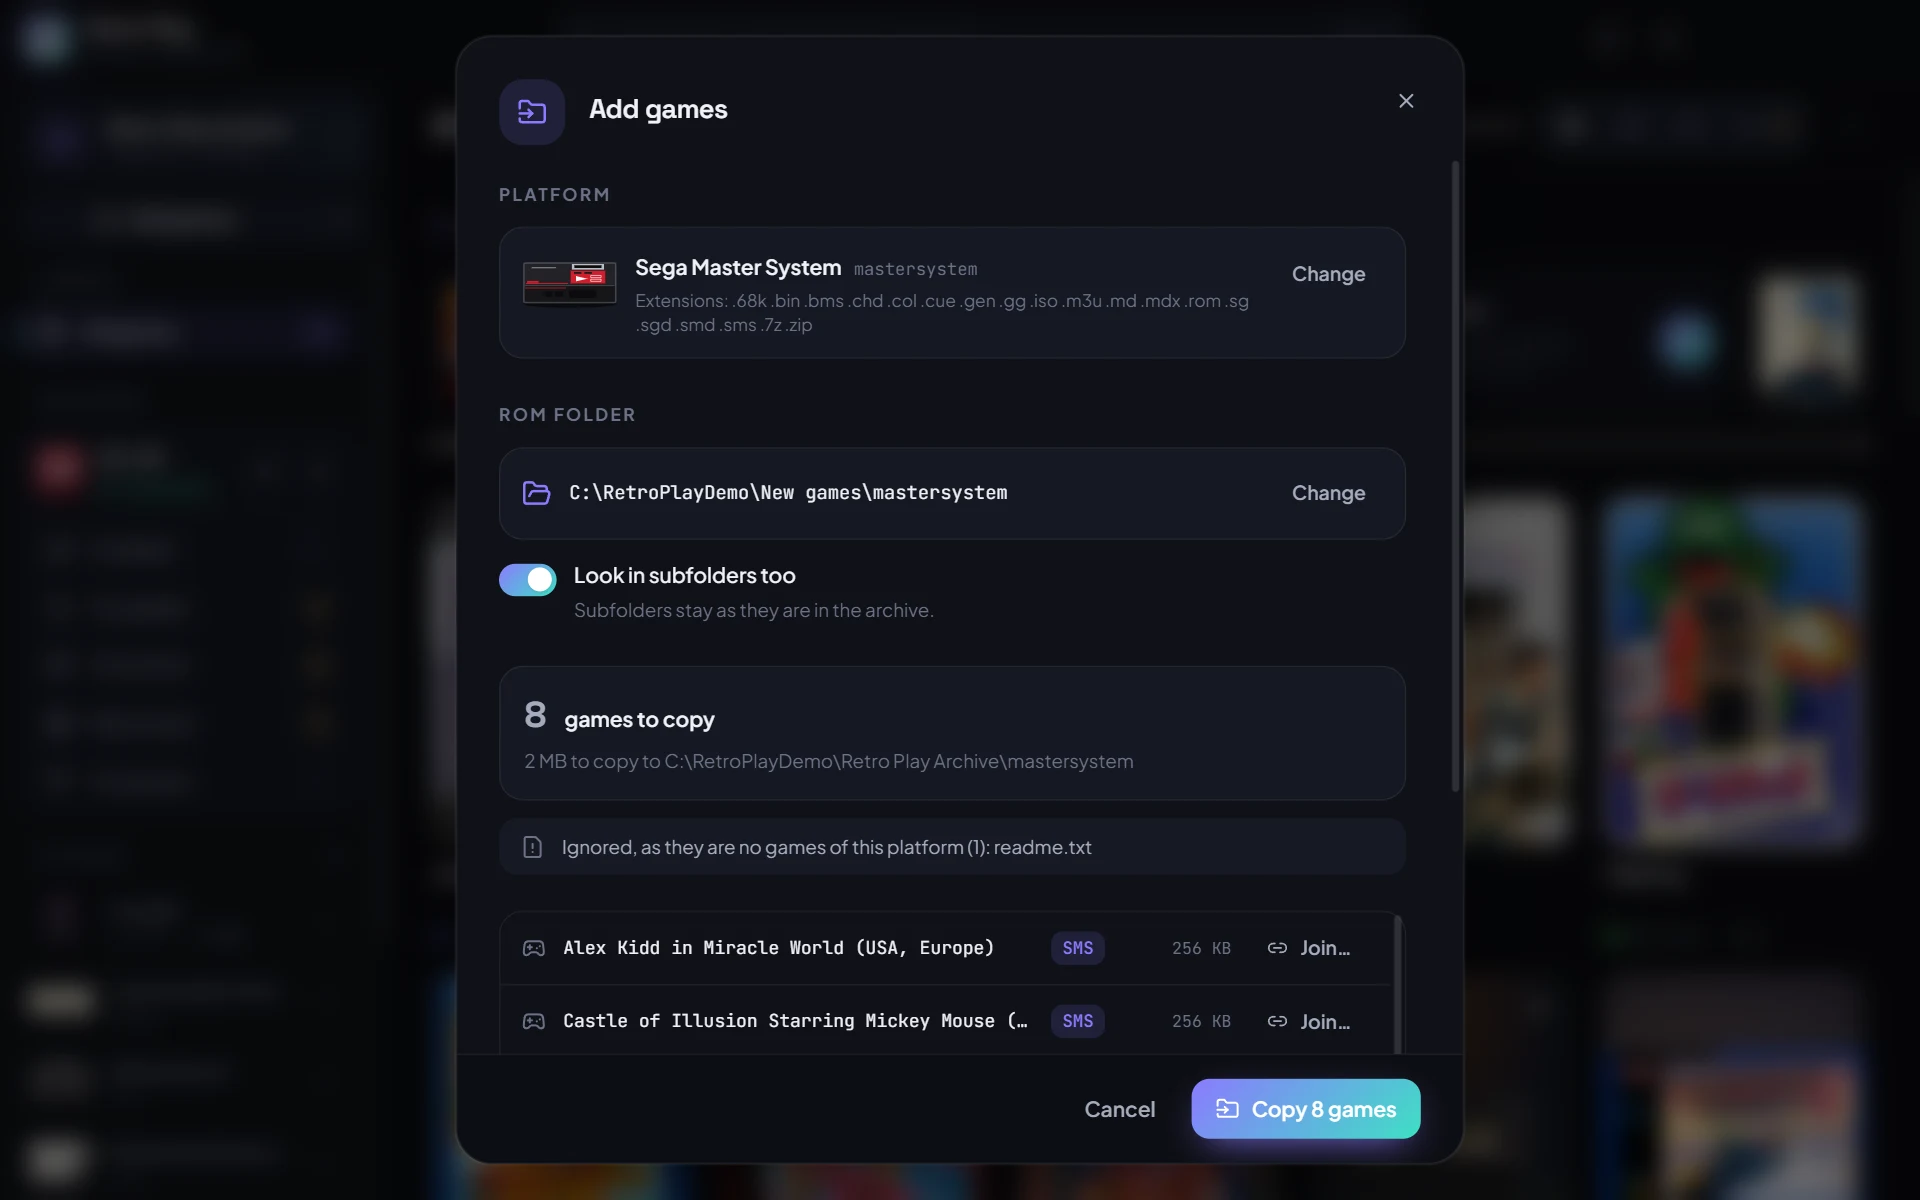 Add games
PLATFORM
Sega Master System mastersystem
Change
Extensions: .68k .bin .bms .chd .col .cue .gen .gg .iso .m3u .md .mdx .rom .sg
.sgd .smd .sms .7z .zip
ROM FOLDER
C:\RetroPlayDemo\New games\mastersystem
Change
Look in subfolders too
Subfolders stay as they are in the archive.
8 games to copy
2 MB to copy to C:\RetroPlayDemo\Retro Play Archive\mastersystem
Ignored, as they are no games of this platform (1): readme.txt
Alex Kidd in Miracle World (USA, Europe) SMS 256 KB Join...
Castle of Illusion Starring Mickey Mouse (… SMS 256 KB Join...
Cancel
Copy 8 games